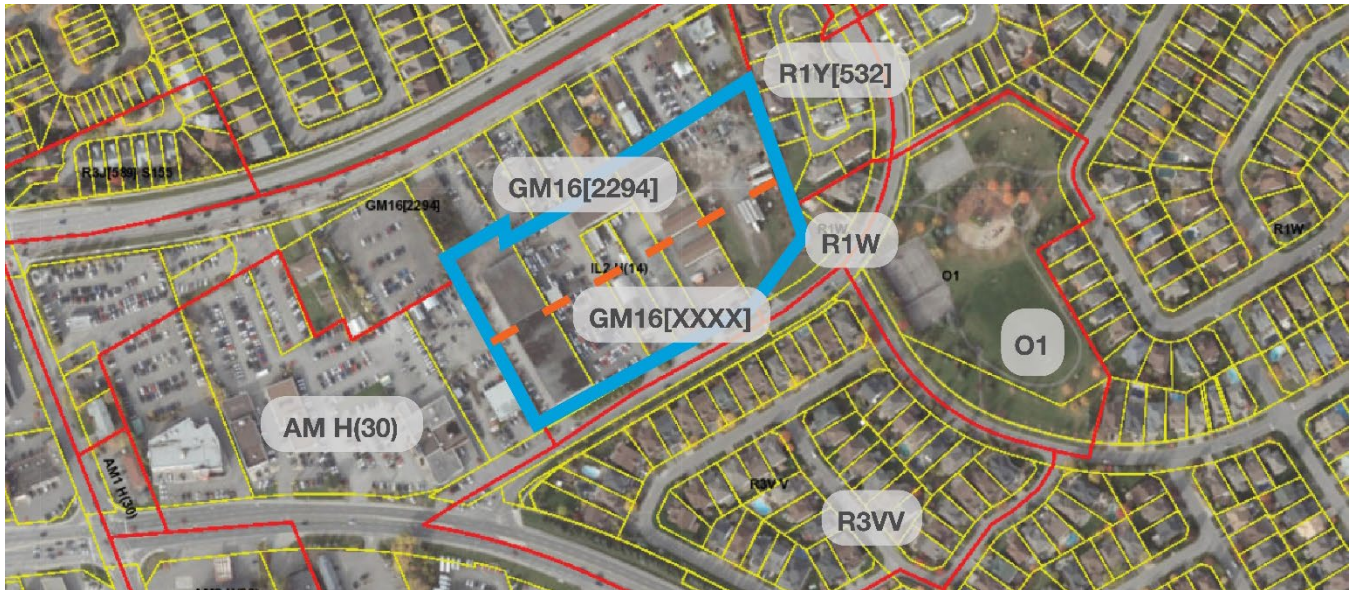 R1Y[532]
R3J[589] S155
GM16[2294]
GM16[2294]
R1W
R1W
R1W
IL2 H(14)
O1
GM16[XXXX]
O1
AM H(30)
AM1 H(30)
R3VV